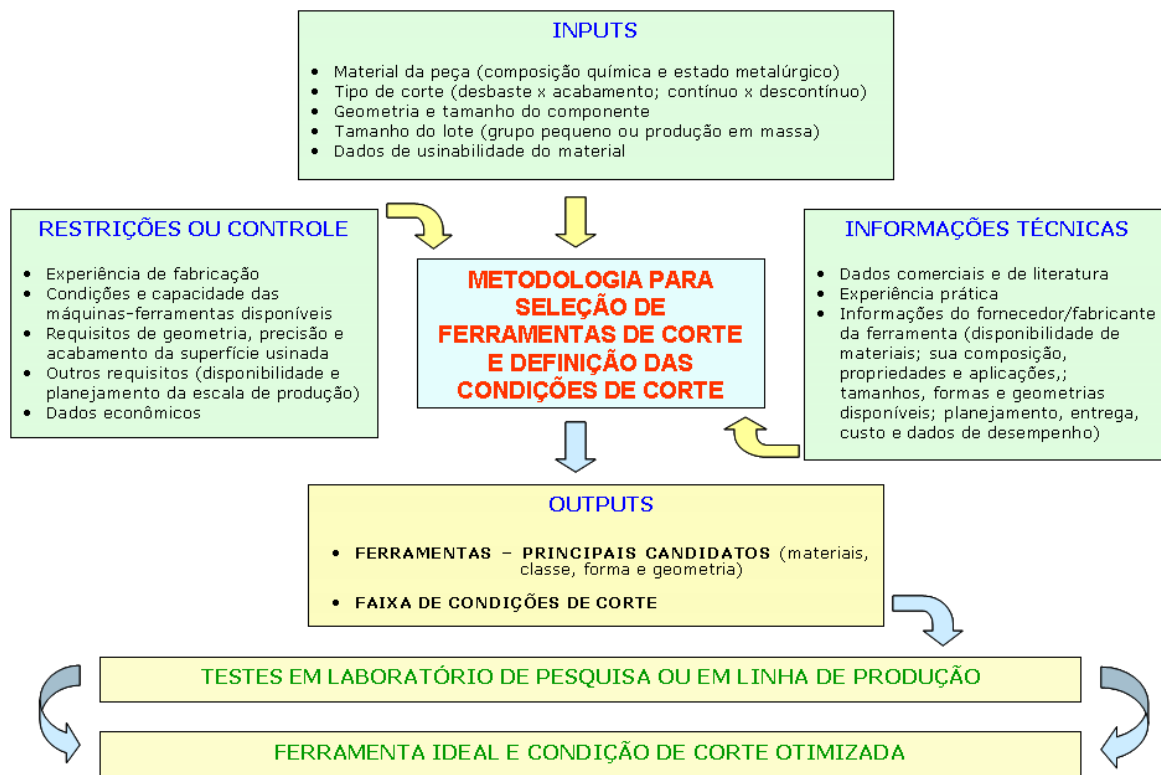 INPUTS
• Material da peça (composição química e estado metalúrgico)
• Tipo de corte (desbaste x acabamento; contínuo x descontínuo)
• Geometria e tamanho do componente
• Tamanho do lote (grupo pequeno ou produção em massa)
• Dados de usinabilidade do material
RESTRIÇÕES OU CONTROLE
• Experiência de fabricação
• Condições e capacidade das
máquinas-ferramentas disponíveis
• Requisitos de geometria, precisão e
acabamento da superfície usinada
• Outros requisitos (disponibilidade e
planejamento da escala de produção)
• Dados econômicos
METODOLOGIA PARA
SELEÇÃO DE
FERRAMENTAS DE CORTE
E DEFINIÇÃO DAS
CONDIÇÕES DE CORTE
INFORMAÇÕES TÉCNICAS
• Dados comerciais e de literatura
• Experiência prática
• Informações do fornecedor/fabricante
da ferramenta (disponibilidade de
materiais; sua composição,
propriedades e aplicações,;
tamanhos, formas e geometrias
disponíveis; planejamento, entrega,
custo e dados de desempenho)
OUTPUTS
• FERRAMENTAS – PRINCIPAIS CANDIDATOS (materiais,
classe, forma e geometria)
• FAIXA DE CONDIÇÕES DE CORTE
TESTES EM LABORATÓRIO DE PESQUISA OU EM LINHA DE PRODUÇÃO
FERRAMENTA IDEAL E CONDIÇÃO DE CORTE OTIMIZADA